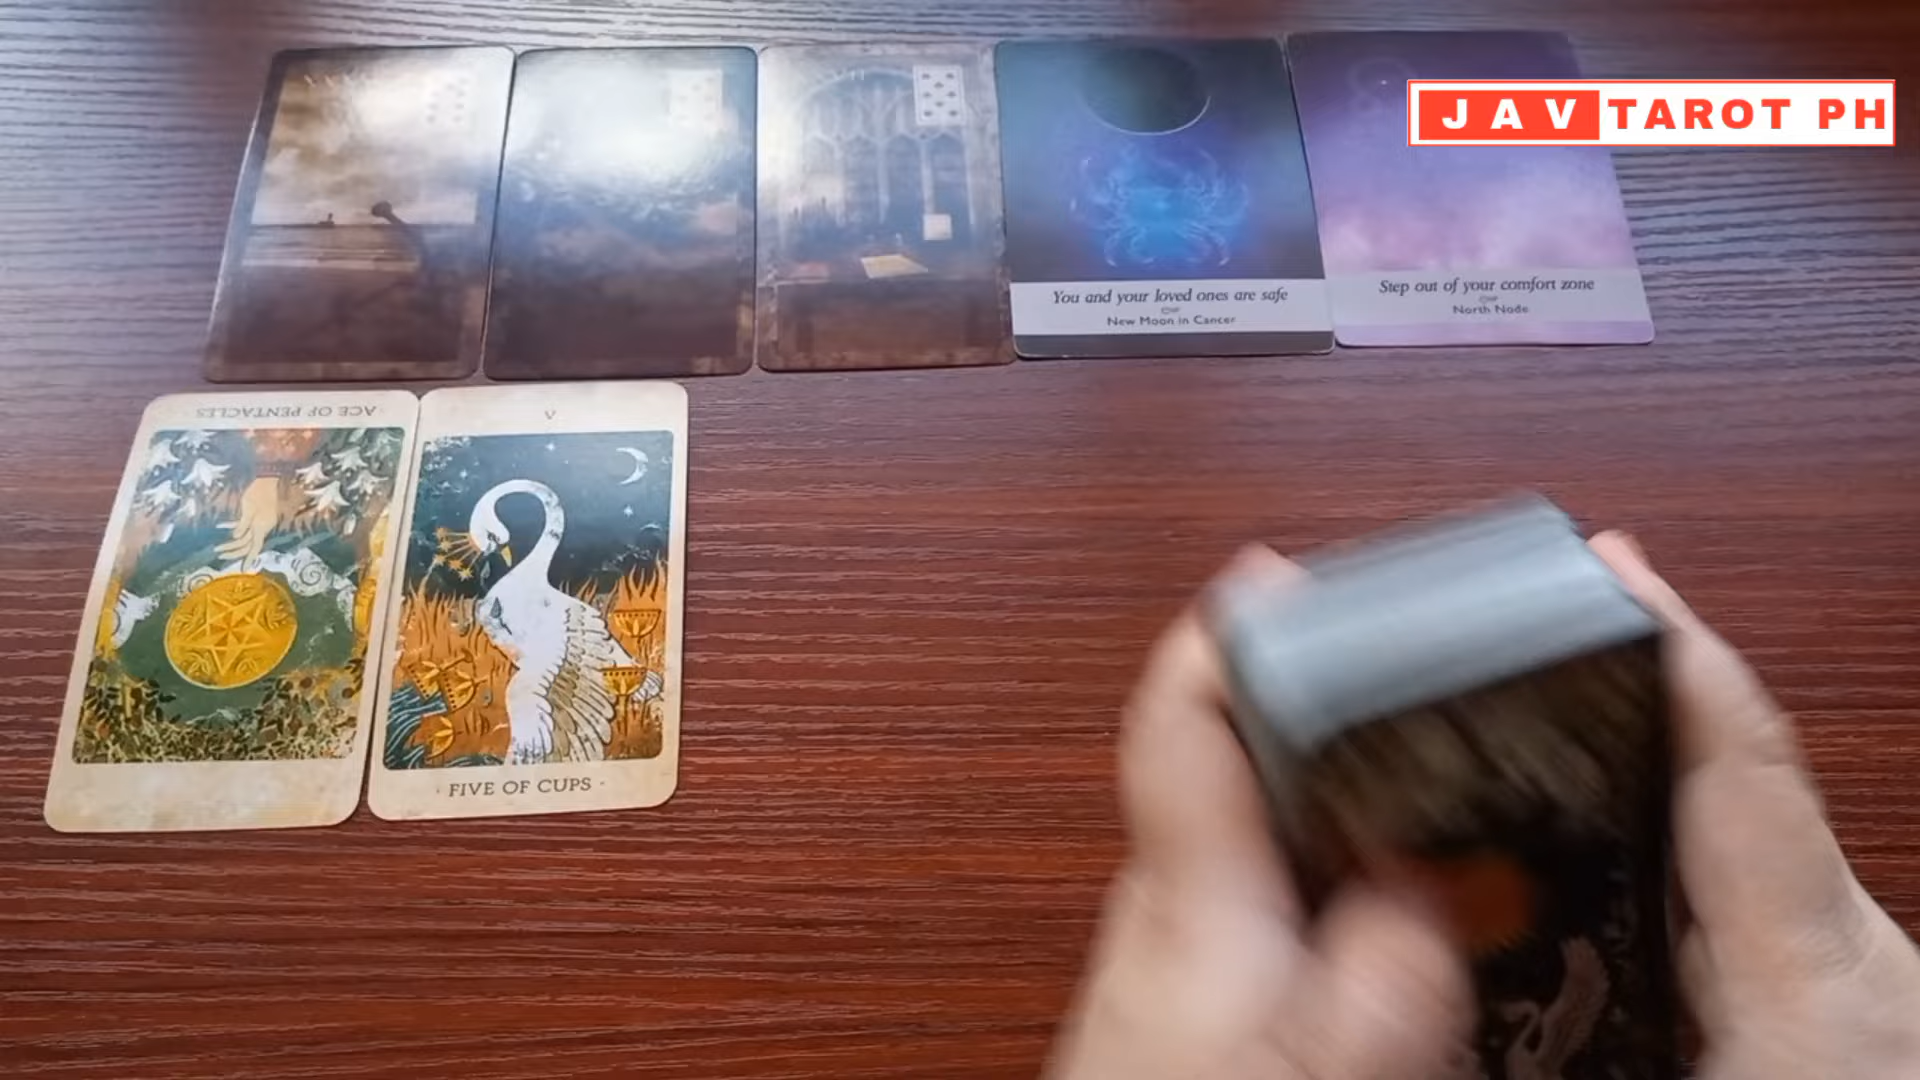 JAV TAROT PH
You and your loved ones are safe
New Moon in Cancer
Step out of your comfort zone
North Node
ACE OF PENTACLES
V
FIVE OF CUPS